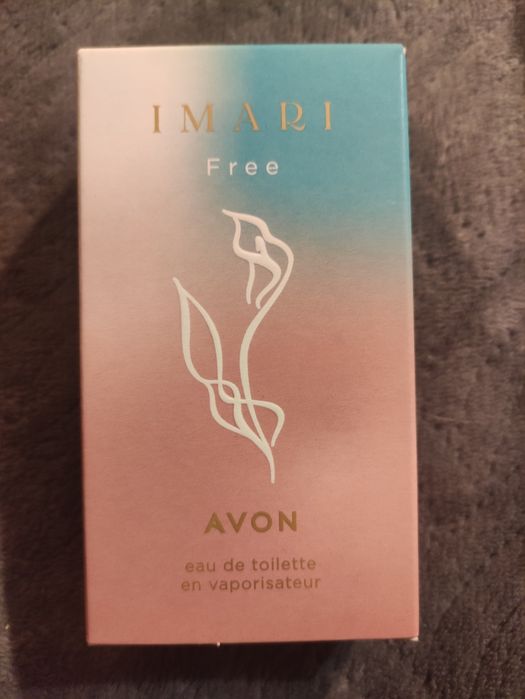 IMARI
Free
AVON
eau de toilette
en vaporisateur